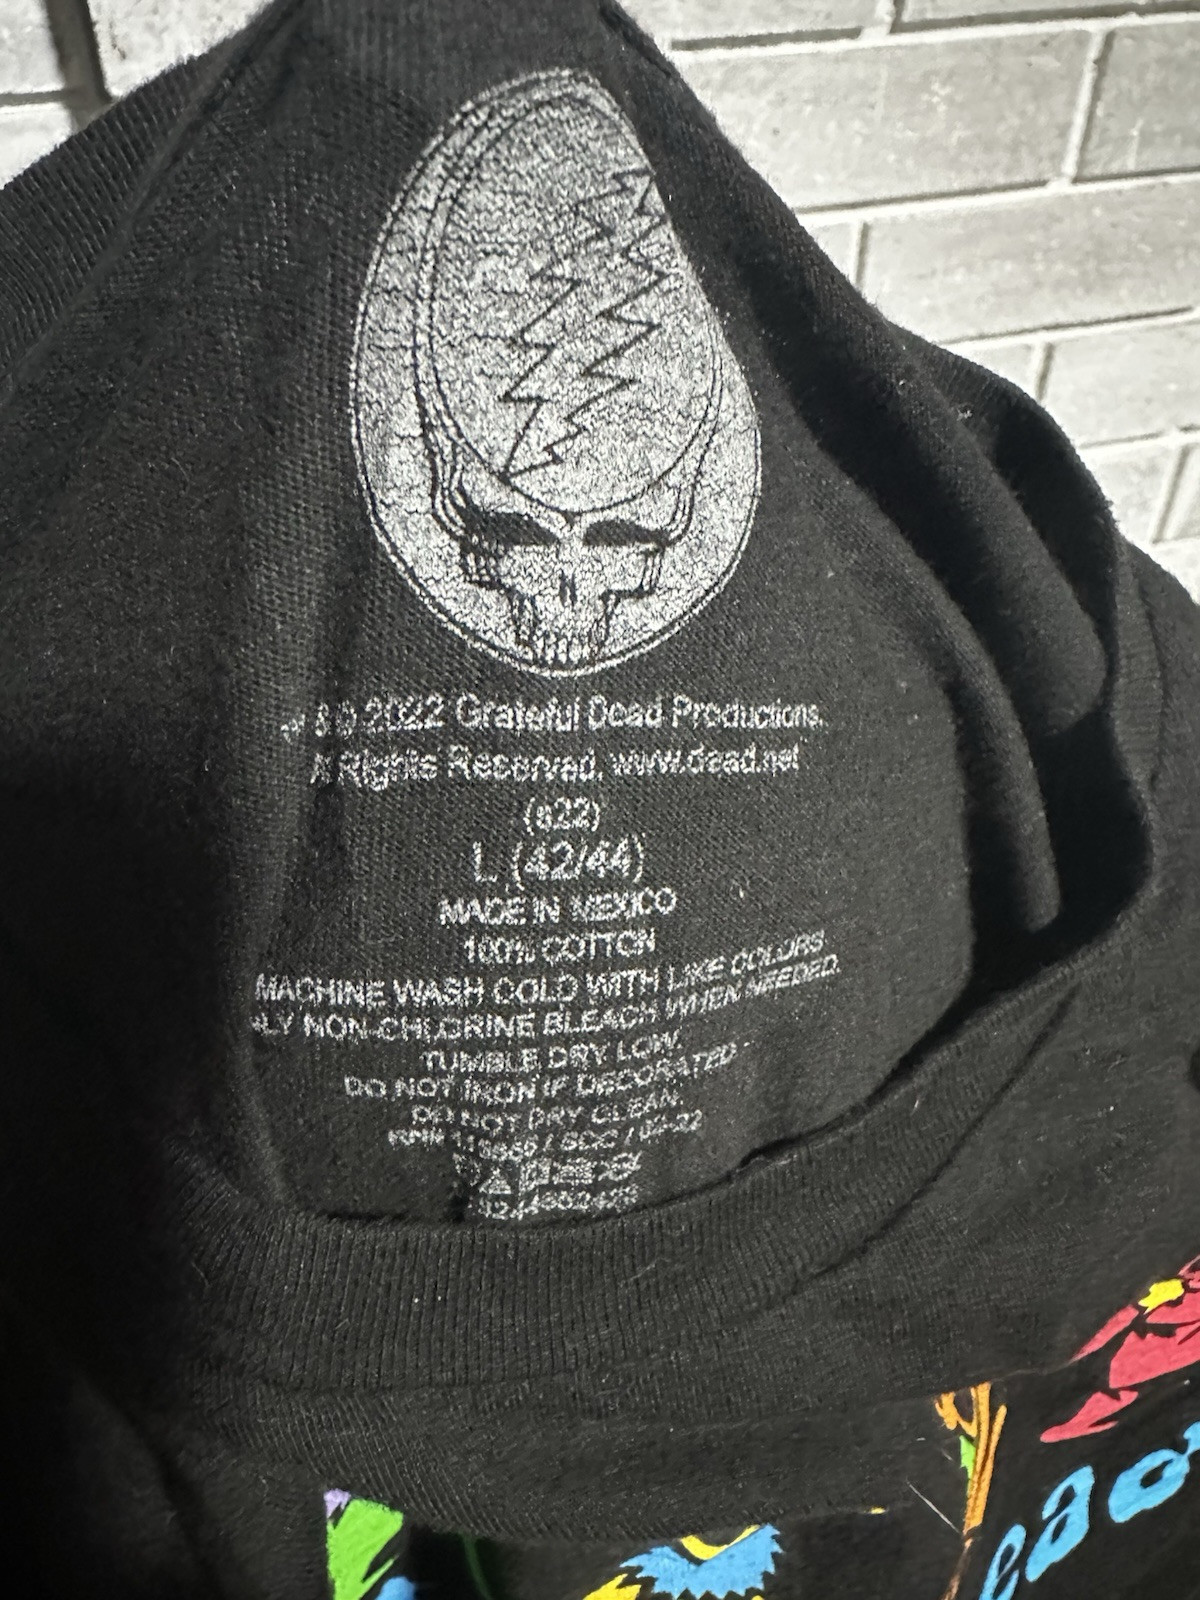 2022 Grateful Dead Productions.
Rights Reserved. www.dead.net
(s22)
L (42/44)
MADE IN MEXICO
100% COTTON
MACHINE WASH COLD WITH LIKE COLORS.
NON-CHLORINE BLEACH WHEN NEEDED.
TUMBLE DRY LOW.
DO NOT IRON IF DECORATED
DO NOT DRY CLEAN.